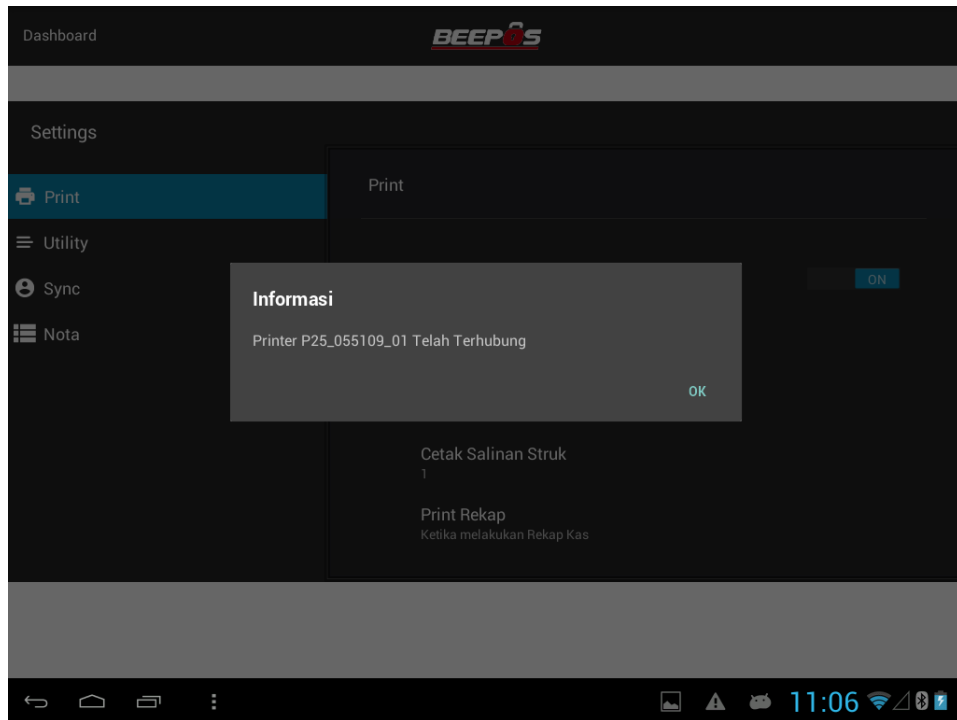 Dashboard
BEEPOS
Settings
Print
Print
Utility
ON
Sync
Informasi
Nota
Printer P25_055109_01 Telah Terhubung
OK
Cetak Salinan Struk
1
Print Rekap
Ketika melakukan Rekap Kas
11:06